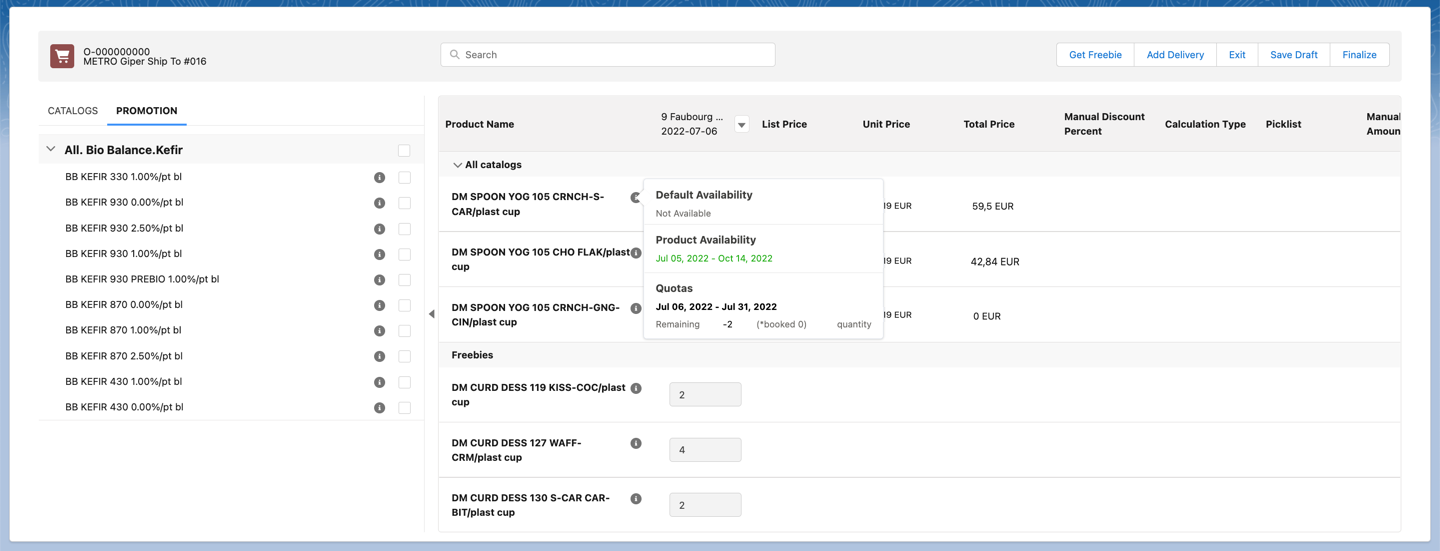 O-000000000
METRO Giper Ship To #016
Search
Get Freebie
Add Delivery
Exit
Save Draft
Finalize
CATALOGS
PROMOTION
All. Bio Balance.Kefir
BB KEFIR 330 1.00%/pt bl
BB KEFIR 930 0.00%/pt bl
BB KEFIR 930 2.50%/pt bl
BB KEFIR 930 1.00%/pt bl
BB KEFIR 930 PREBIO 1.00%/pt bl
BB KEFIR 870 0.00%/pt bl
BB KEFIR 870 1.00%/pt bl
BB KEFIR 870 2.50%/pt bl
BB KEFIR 430 1.00%/pt bl
BB KEFIR 430 0.00%/pt bl
Product Name
9 Faubourg ...
2022-07-06
List Price
Unit Price
Total Price
Manual Discount
Percent
Calculation Type
Picklist
Manual
Amoun
All catalogs
DM SPOON YOG 105 CRNCH-S-
CAR/plast cup
19 EUR
59,5 EUR
DM SPOON YOG 105 CHO FLAK/plast
cup
19 EUR
42,84 EUR
DM SPOON YOG 105 CRNCH-GNG-
CIN/plast cup
19 EUR
0 EUR
Default Availability
Not Available
Product Availability
Jul 05, 2022 - Oct 14, 2022
Quotas
Jul 06, 2022 - Jul 31, 2022
Remaining -2 (*booked 0) quantity
Freebies
DM CURD DESS 119 KISS-COC/plast
cup
2
DM CURD DESS 127 WAFF-
CRM/plast cup
4
DM CURD DESS 130 S-CAR CAR-
BIT/plast cup
2